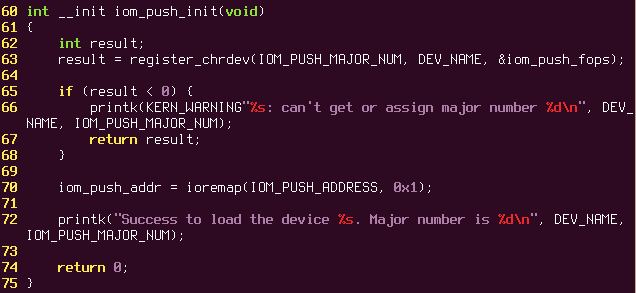 60 int __init iom_push_init(void)
61 {
62     int result;
63     result = register_chrdev(IOM_PUSH_MAJOR_NUM, DEV_NAME, &iom_push_fops);
64
65     if (result < 0) {
66         printk(KERN_WARNING"%s: can't get or assign major number %d\n", DEV_
NAME, IOM_PUSH_MAJOR_NUM);
67         return result;
68     }
69
70     iom_push_addr = ioremap(IOM_PUSH_ADDRESS, 0x1);
71
72     printk("Success to load the device %s. Major number is %d\n", DEV_NAME,
IOM_PUSH_MAJOR_NUM);
73
74     return 0;
75 }